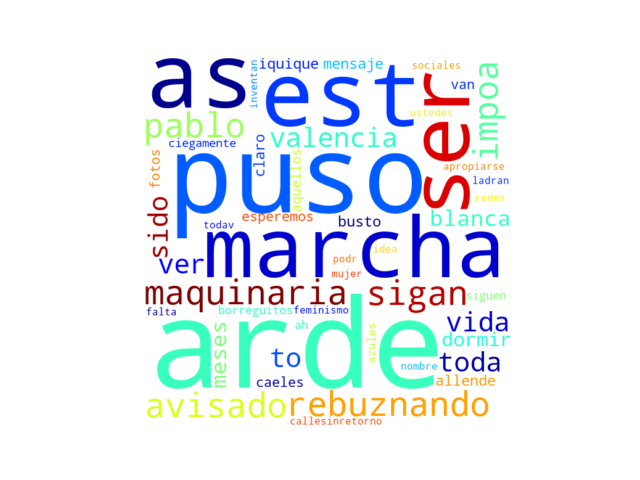 as
est
ser
impoa
iquique
mensaje
sociales
van
inventan
ustedes
pablo
ciegamente
claro
valencia
puso
fotos
aquellos
apropiarse
ladran
redes
sido
esperemos
busto
blanca
todav
marcha
idea
ver
podr
mujer
maquinaria
sigan
siguen
falta
borreguitos
feminismo
vida
ah
arde
meses
azules
dormir
to
toda
nombre
caeles
allende
avisado
rebuznando
callesinretorno